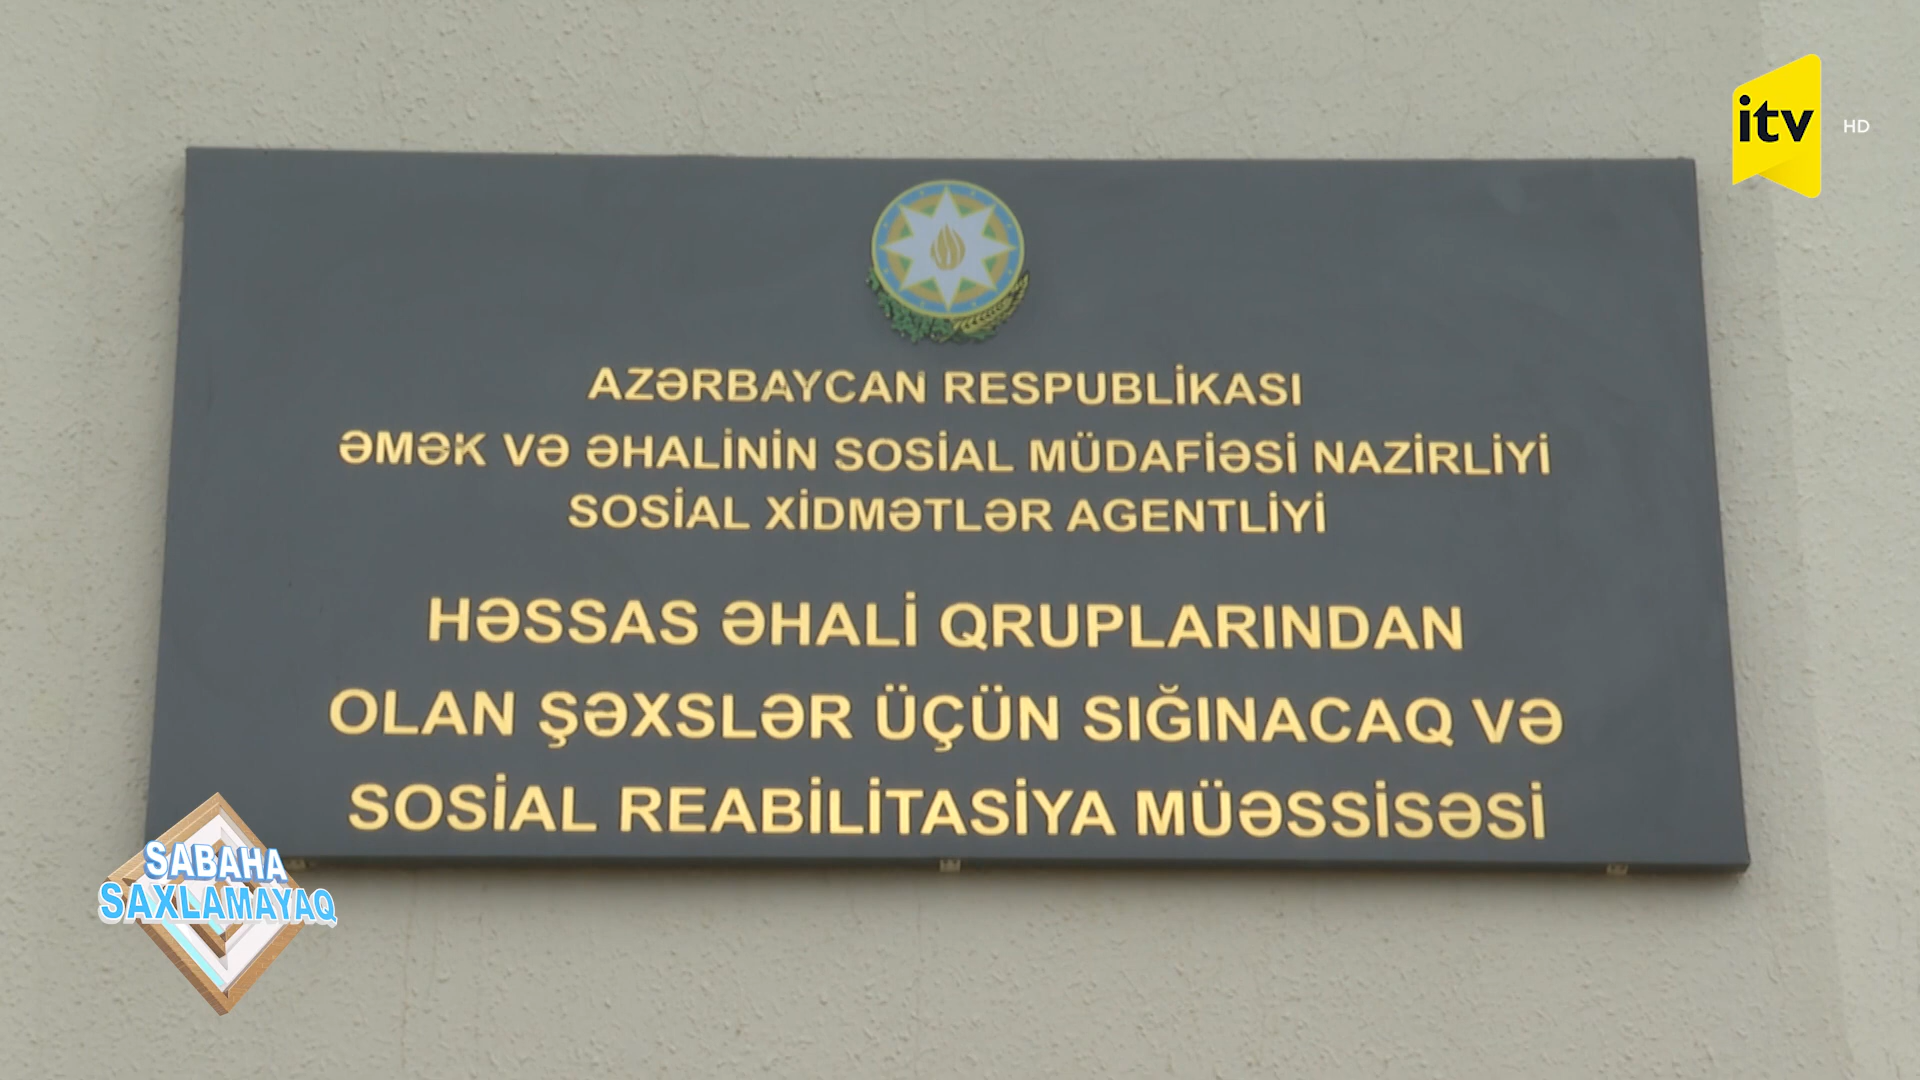 itv
HD
AZƏRBAYCAN RESPUBLİKASI
ƏMƏK VƏ ƏHALİNİN SOSİAL MÜDAFİƏSİ NAZİRLİYİ
SOSİAL XİDMƏTLƏR AGENTLİYİ
HƏSSAS ƏHALİ QRUPLARINDAN
OLAN ŞƏXSLƏR ÜÇÜN SIĞINACAQ VƏ
SOSİAL REABİLİTASİYA MÜƏSSİSƏSİ
SABAHA
SAXLAMAYAQ